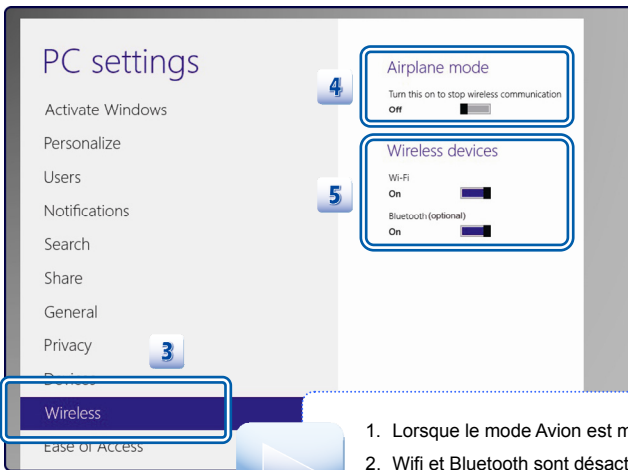 PC settings
Activate Windows
Personalize
Users
Notifications
Search
Share
General
Privacy
3
Devices
Wireless
Ease of Access
4
Airplane mode
Turn this on to stop wireless communication
Off
5
Wireless devices
Wi-Fi
On
Bluetooth (optional)
On
1. Lorsque le mode Avion est
2. Wifi et Bluetooth sont